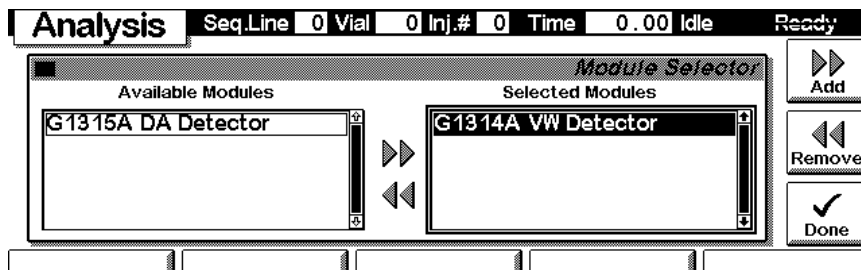 Analysis Seq.Line 0 Vial 0 Inj.# 0 Time 0.00 Idle Ready
Module Selector
Available Modules Selected Modules
G1315A DA Detector G1314A VW Detector
Add
Remove
Done